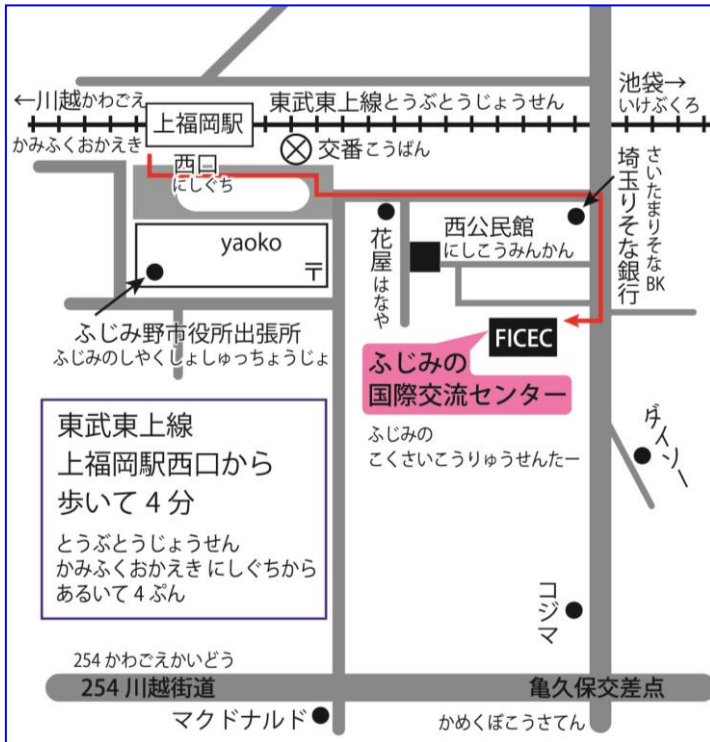 ←川越かわごえ
東武東上線とうぶとうじょうせん
池袋→
いけぶくろ
上福岡駅
かみふくおかえき
交番こうばん
西口
にしぐち
埼玉りそな銀行
さいたまりそなBK
yaoko
〒
花屋はなや
西公民館
にしこうみんかん
ふじみ野市役所出張所
ふじみのしやくしょしゅっちょうじょ
FICEC
ふじみの
国際交流センター
ふじみの
こくさいこうりゅうせんたー
ダイソー
東武東上線
上福岡駅西口から
歩いて4分
とうぶとうじょうせん
かみふくおかえき にしぐちから
あるいて4ぷん
コジマ
254かわごえかいどう
254川越街道
亀久保交差点
マクドナルド
かめくぼこうさてん